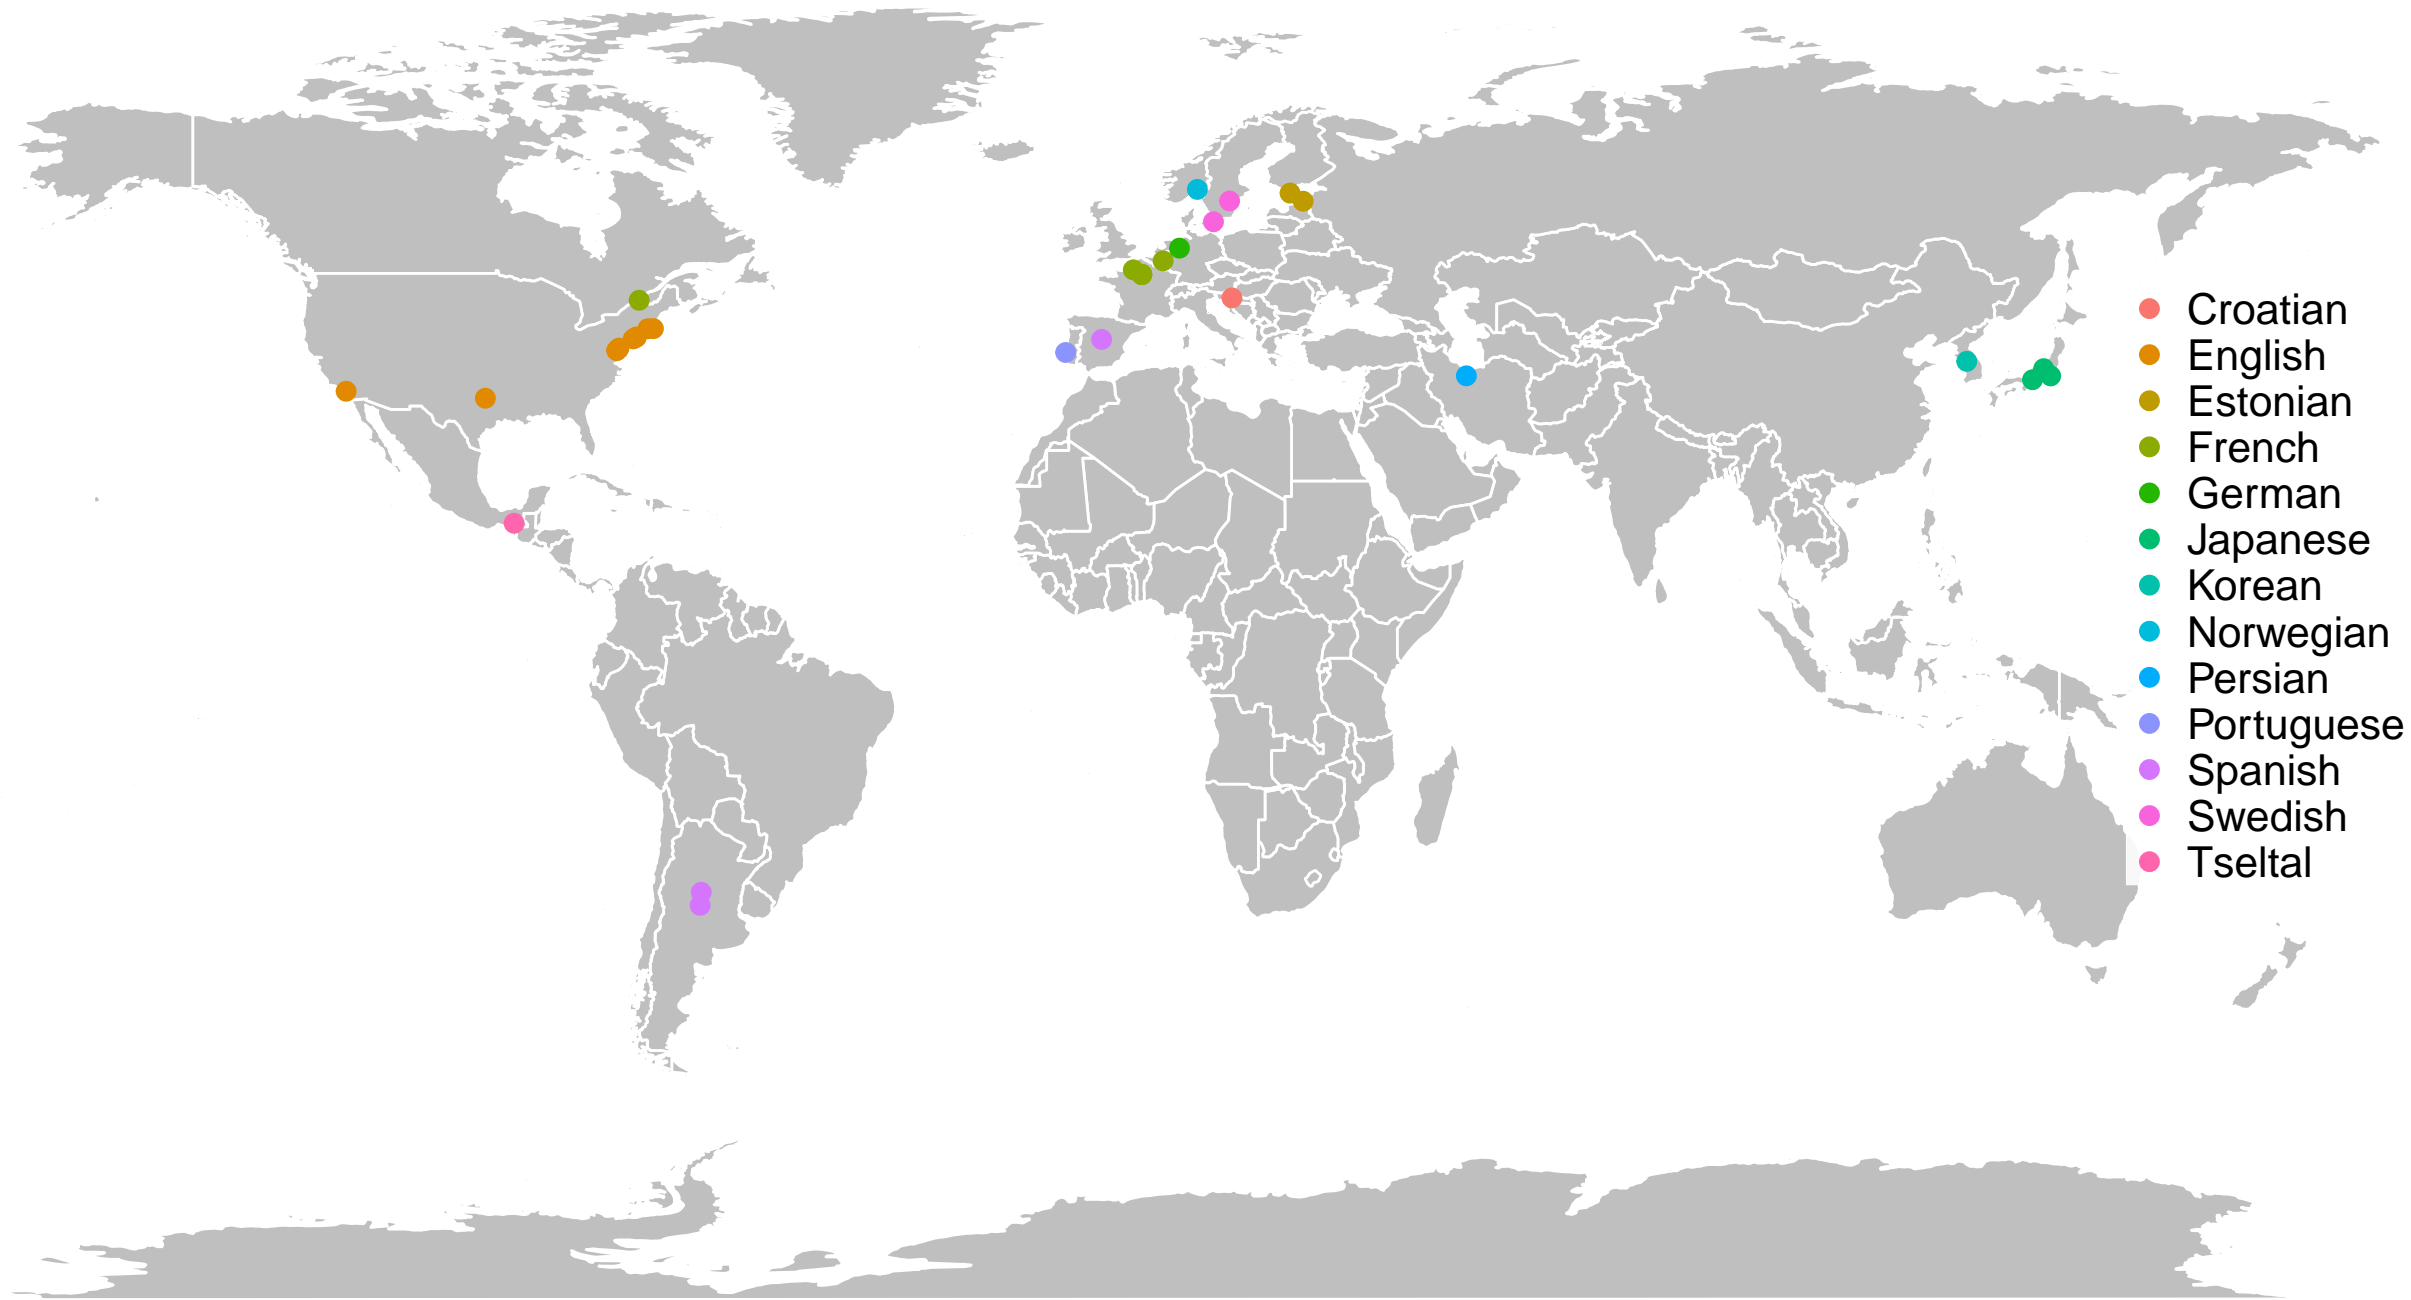 Croatian
English
Estonian
French
German
Japanese
Korean
Norwegian
Persian
Portuguese
Spanish
Swedish
Tseltal